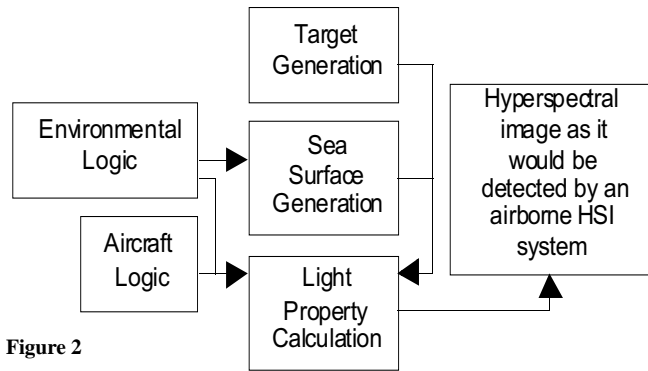 Target
Generation
Environmental
Logic
Sea
Surface
Generation
Hyperspectral
image as it
would be
detected by an
airborne HSI
system
Aircraft
Logic
Light
Property
Calculation
Figure 2